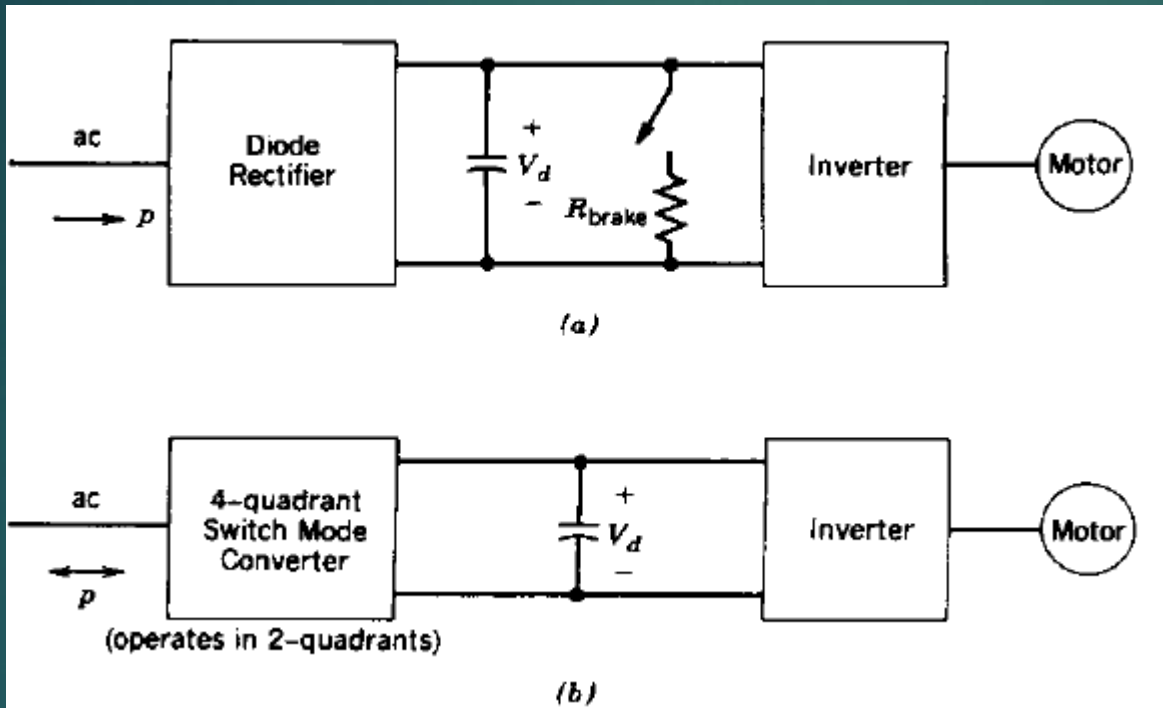 ac
p
Diode
Rectifier
+
V_d
−
R_brake
Inverter
Motor
(a)
ac
p
4-quadrant
Switch Mode
Converter
(operates in 2-quadrants)
+
V_d
−
Inverter
Motor
(b)